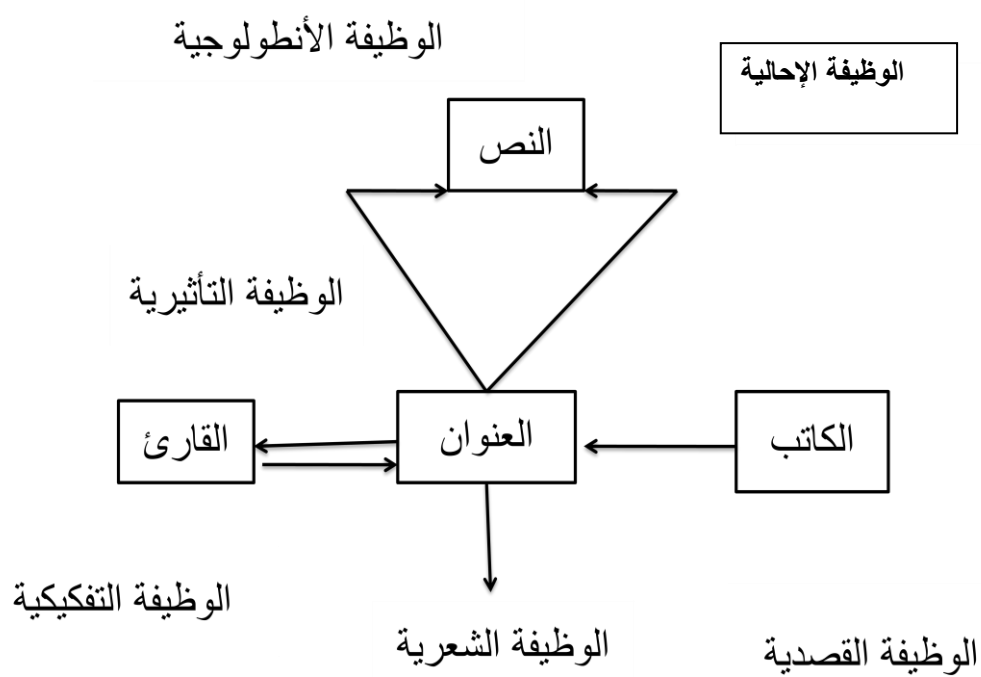 الوظيفة الأنطولوجية
الوظيفة الإحالية
النص
الوظيفة التأثيرية
الكاتب
العنوان
القارئ
الوظيفة التفكيكية
الوظيفة الشعرية
الوظيفة القصدية